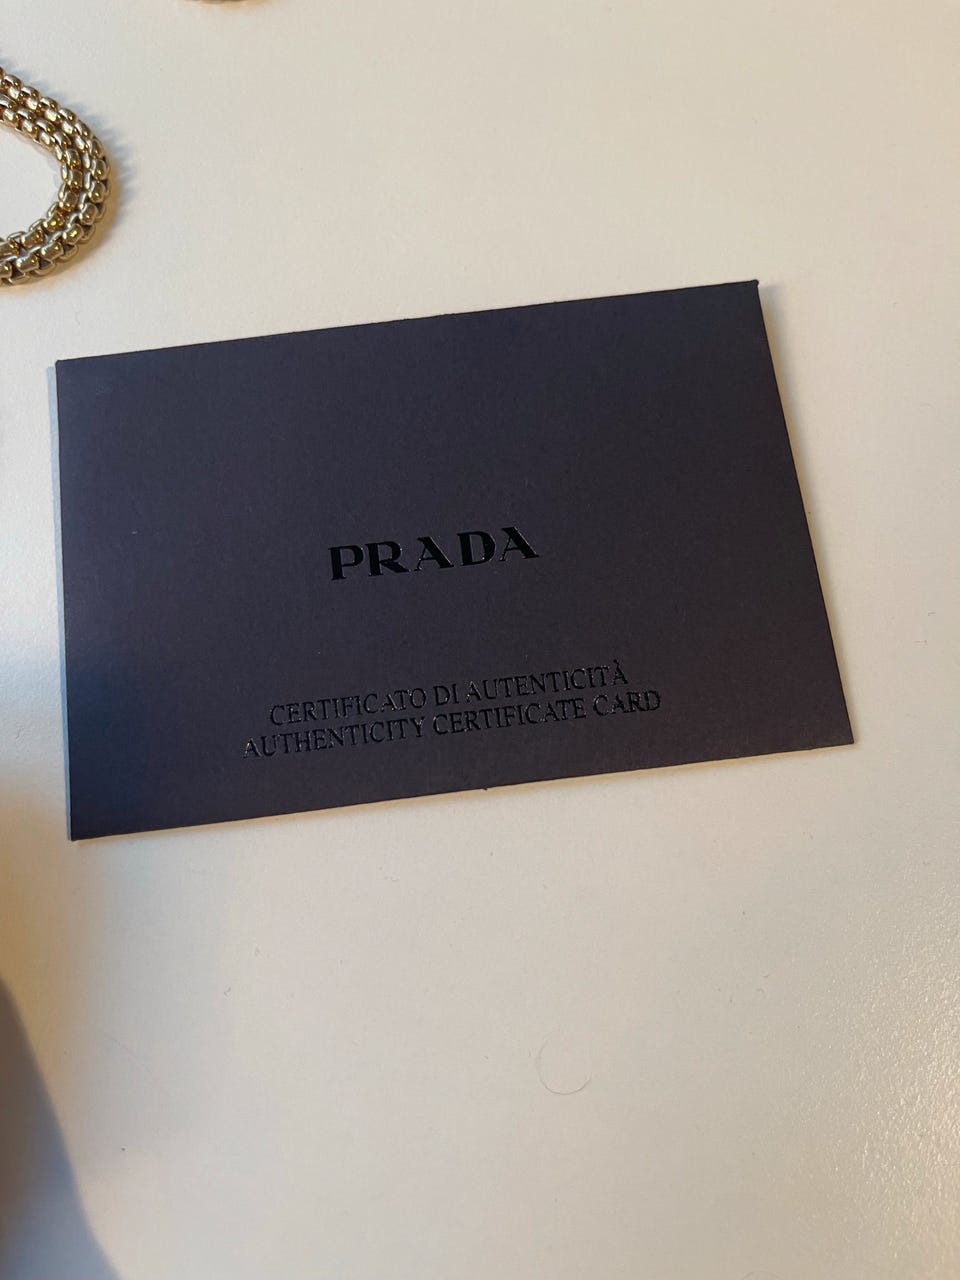 PRADA
CERTIFICATO DI AUTENTICITÀ
AUTHENTICITY CERTIFICATE CARD